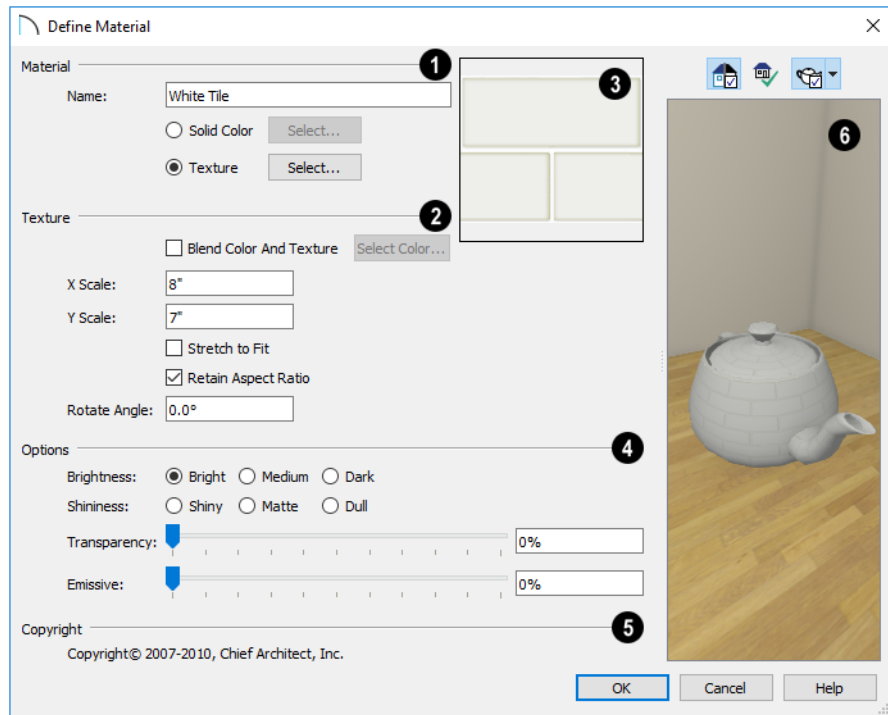 Define Material
Material 1
Name: White Tile
Solid Color Select...
Texture Select...
3
6
Texture 2
Blend Color And Texture Select Color...
X Scale: 8"
Y Scale: 7"
Stretch to Fit
Retain Aspect Ratio
Rotate Angle: 0.0°
Options 4
Brightness: Bright Medium Dark
Shininess: Shiny Matte Dull
Transparency: 0%
Emissive: 0%
Copyright 5
Copyright© 2007-2010, Chief Architect, Inc.
OK Cancel Help